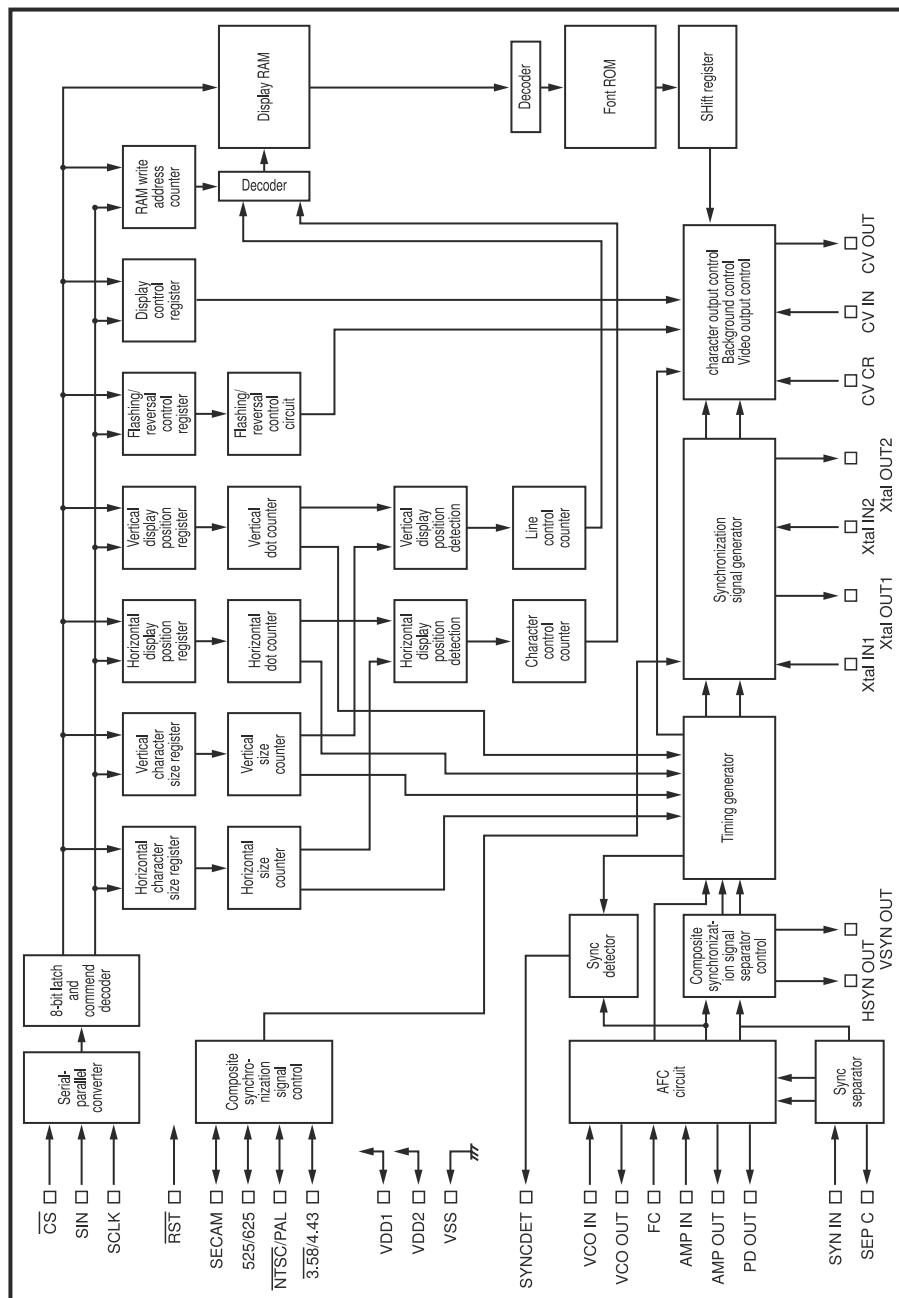 Serial-
parallel
converter
8-bit latch
and
commend
decoder
Horizontal
character
size register
Vertical
character
size register
Horizontal
display
position
register
Vertical
display
position
register
Flashing/
reversal
control
register
Display
control
register
RAM write
address
counter
Display RAM
Horizontal
size
counter
Vertical
size
counter
Horizontal
dot counter
Vertical
dot counter
Flashing/
reversal
control
circuit
Decoder
Composite
synchro-
nization
signal
control
Horizontal
display
position
detection
Vertical
display
position
detection
Character
control
counter
Line
control
counter
Decoder
Font ROM
SHift register
Sync
detector
AFC
circuit
Composite
synchronizat-
ion signal
separator
control
Timing generator
Synchronization
signal generator
character output control
Background control
Video output control
Sync
separator
CS
SIN
SCLK
RST
SECAM
525/625
NTSC/PAL
3.58/4.43
VDD1
VDD2
VSS
SYNCDET
VCO IN
VCO OUT
FC
AMP IN
AMP OUT
PD OUT
SYN IN
SEP C
HSYN OUT
VSYN OUT
Xtal IN1
Xtal OUT1
Xtal IN2
Xtal OUT2
CV CR
CV IN
CV OUT